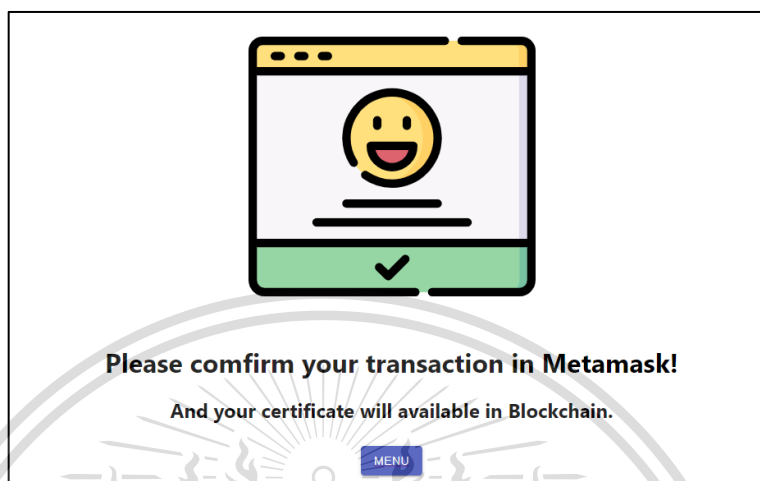 Please comfirm your transaction in Metamask!
And your certificate will available in Blockchain.
MENU